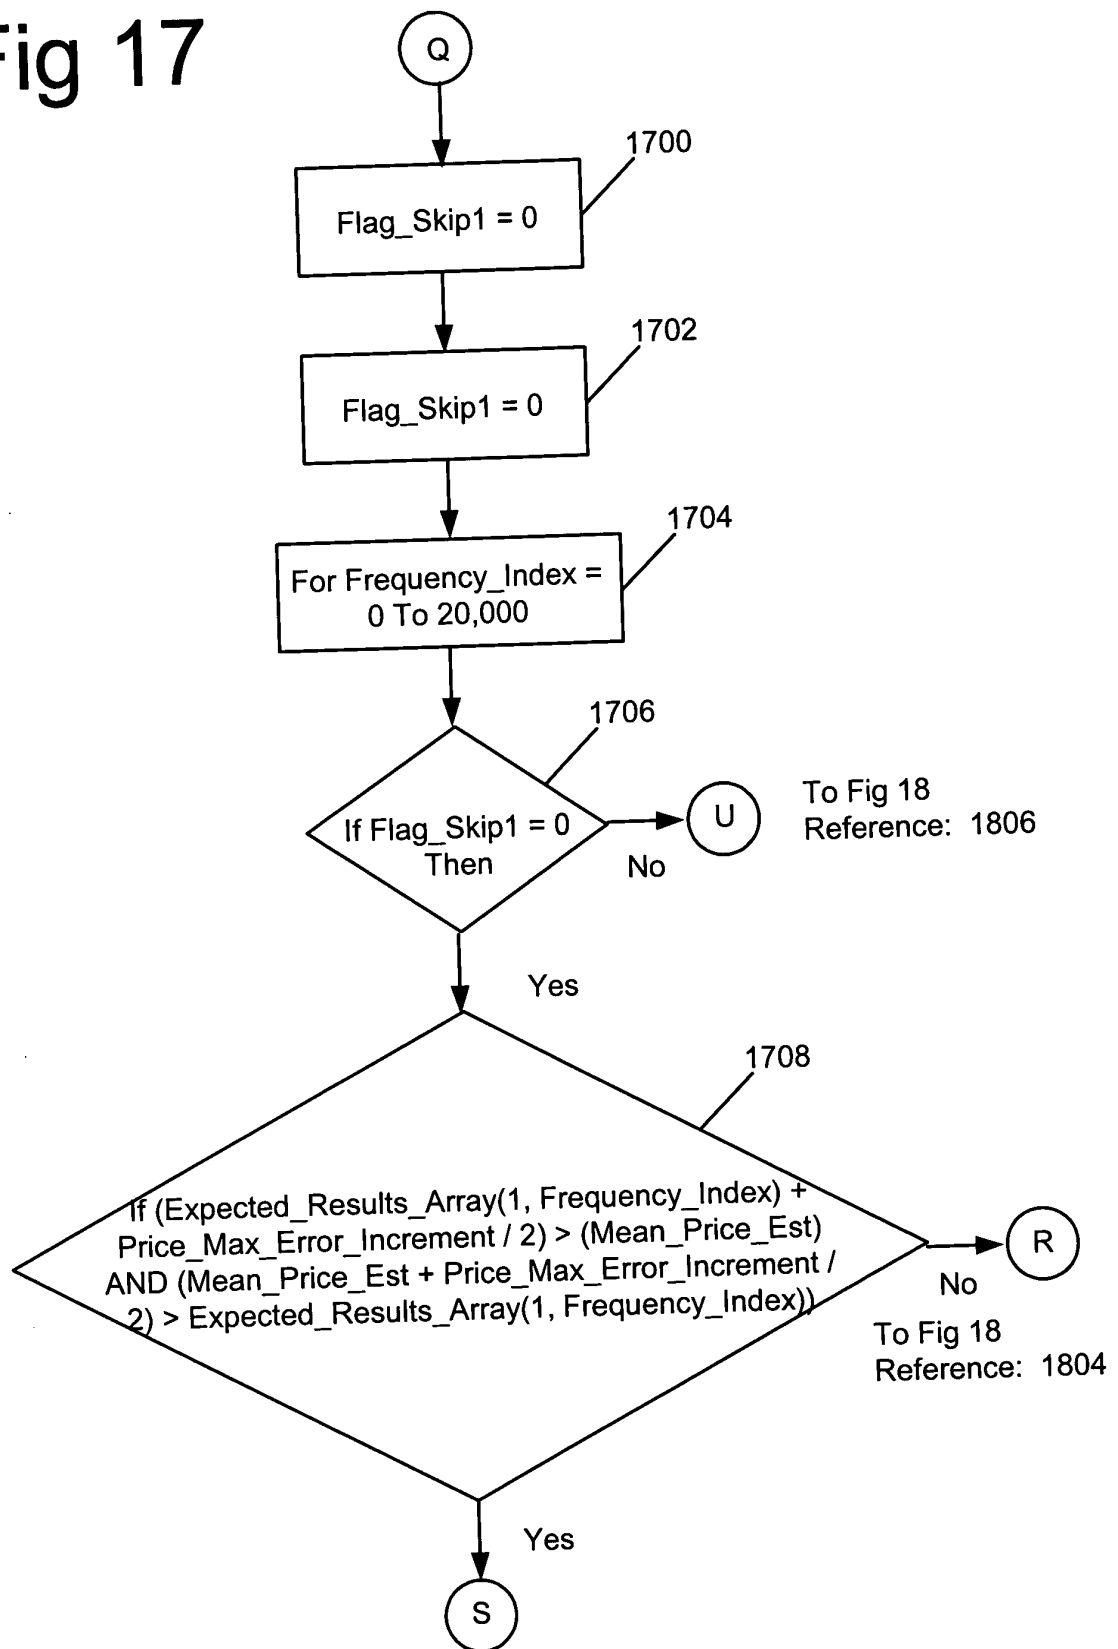 Fig 17
Q
1700
Flag_Skip1 = 0
1702
Flag_Skip1 = 0
1704
For Frequency_Index =
0 To 20,000
1706
If Flag_Skip1 = 0
Then
No
U
To Fig 18
Reference: 1806
Yes
1708
If (Expected_Results_Array(1, Frequency_Index) +
Price_Max_Error_Increment / 2) > (Mean_Price_Est)
AND (Mean_Price_Est + Price_Max_Error_Increment /
2) > Expected_Results_Array(1, Frequency_Index))
R
No
To Fig 18
Reference: 1804
Yes
S